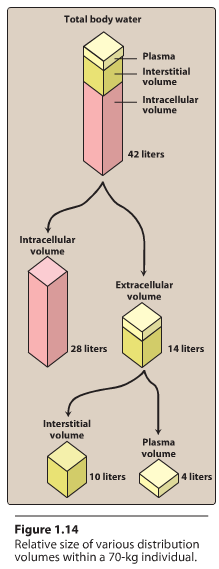 Total body water
Plasma
Interstitial
volume
Intracellular
volume
42 liters
Intracellular
volume
28 liters
Extracellular
volume
14 liters
Interstitial
volume
10 liters
Plasma
volume
4 liters
Figure 1.14
Relative size of various distribution
volumes within a 70-kg individual.